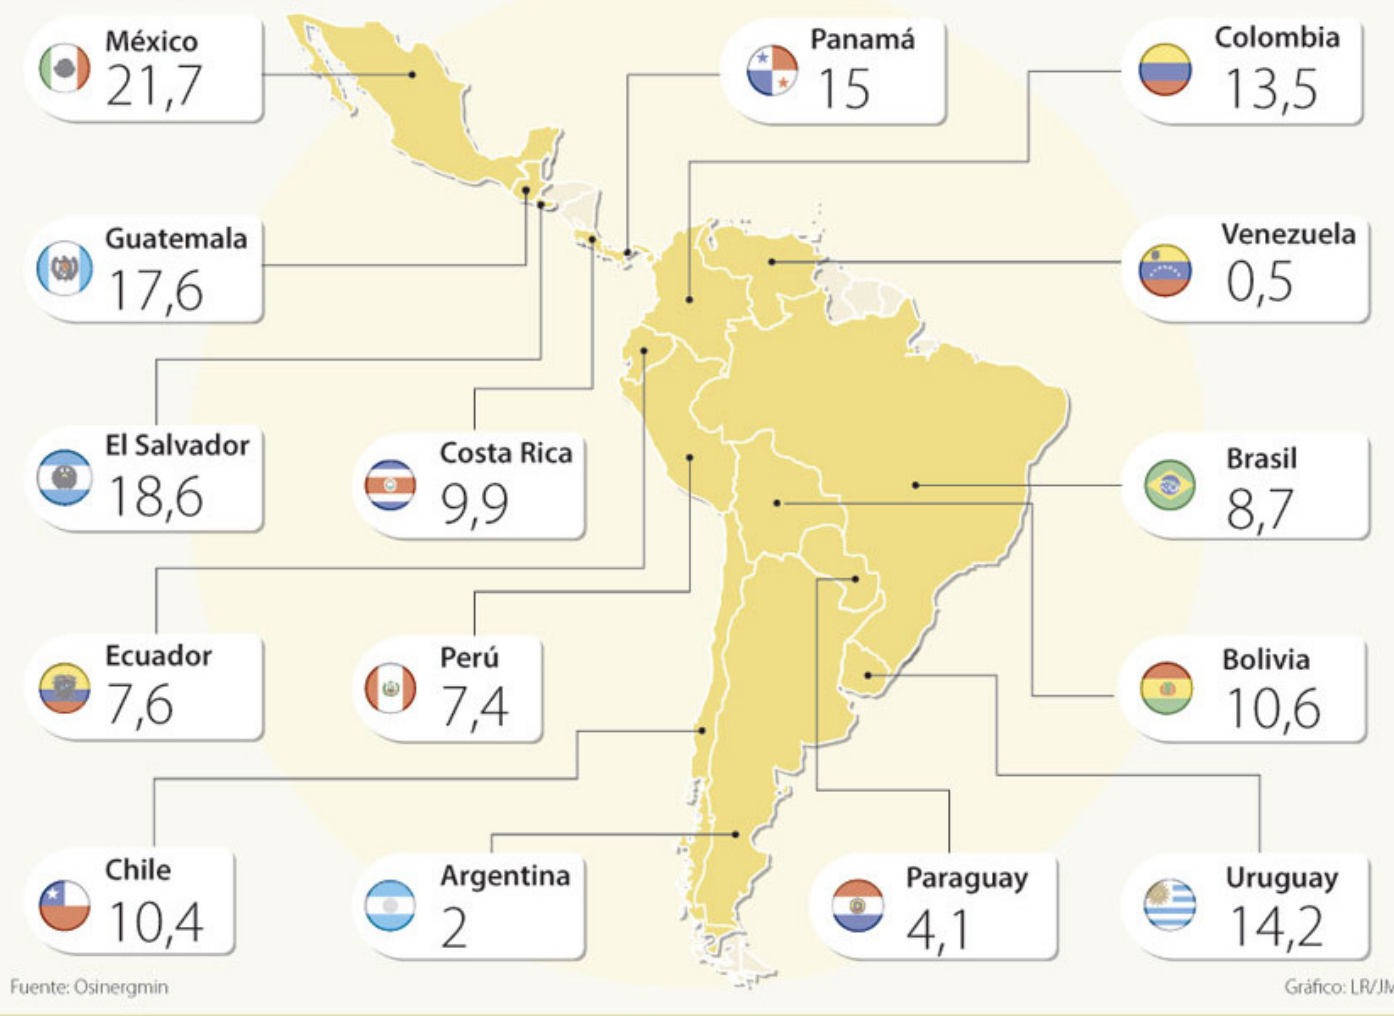 México
21,7
Panamá
15
Colombia
13,5
Guatemala
17,6
Venezuela
0,5
El Salvador
18,6
Costa Rica
9,9
Brasil
8,7
Ecuador
7,6
Perú
7,4
Bolivia
10,6
Chile
10,4
Argentina
2
Paraguay
4,1
Uruguay
14,2
Fuente: Osinergmin
Gráfico: LR/JM